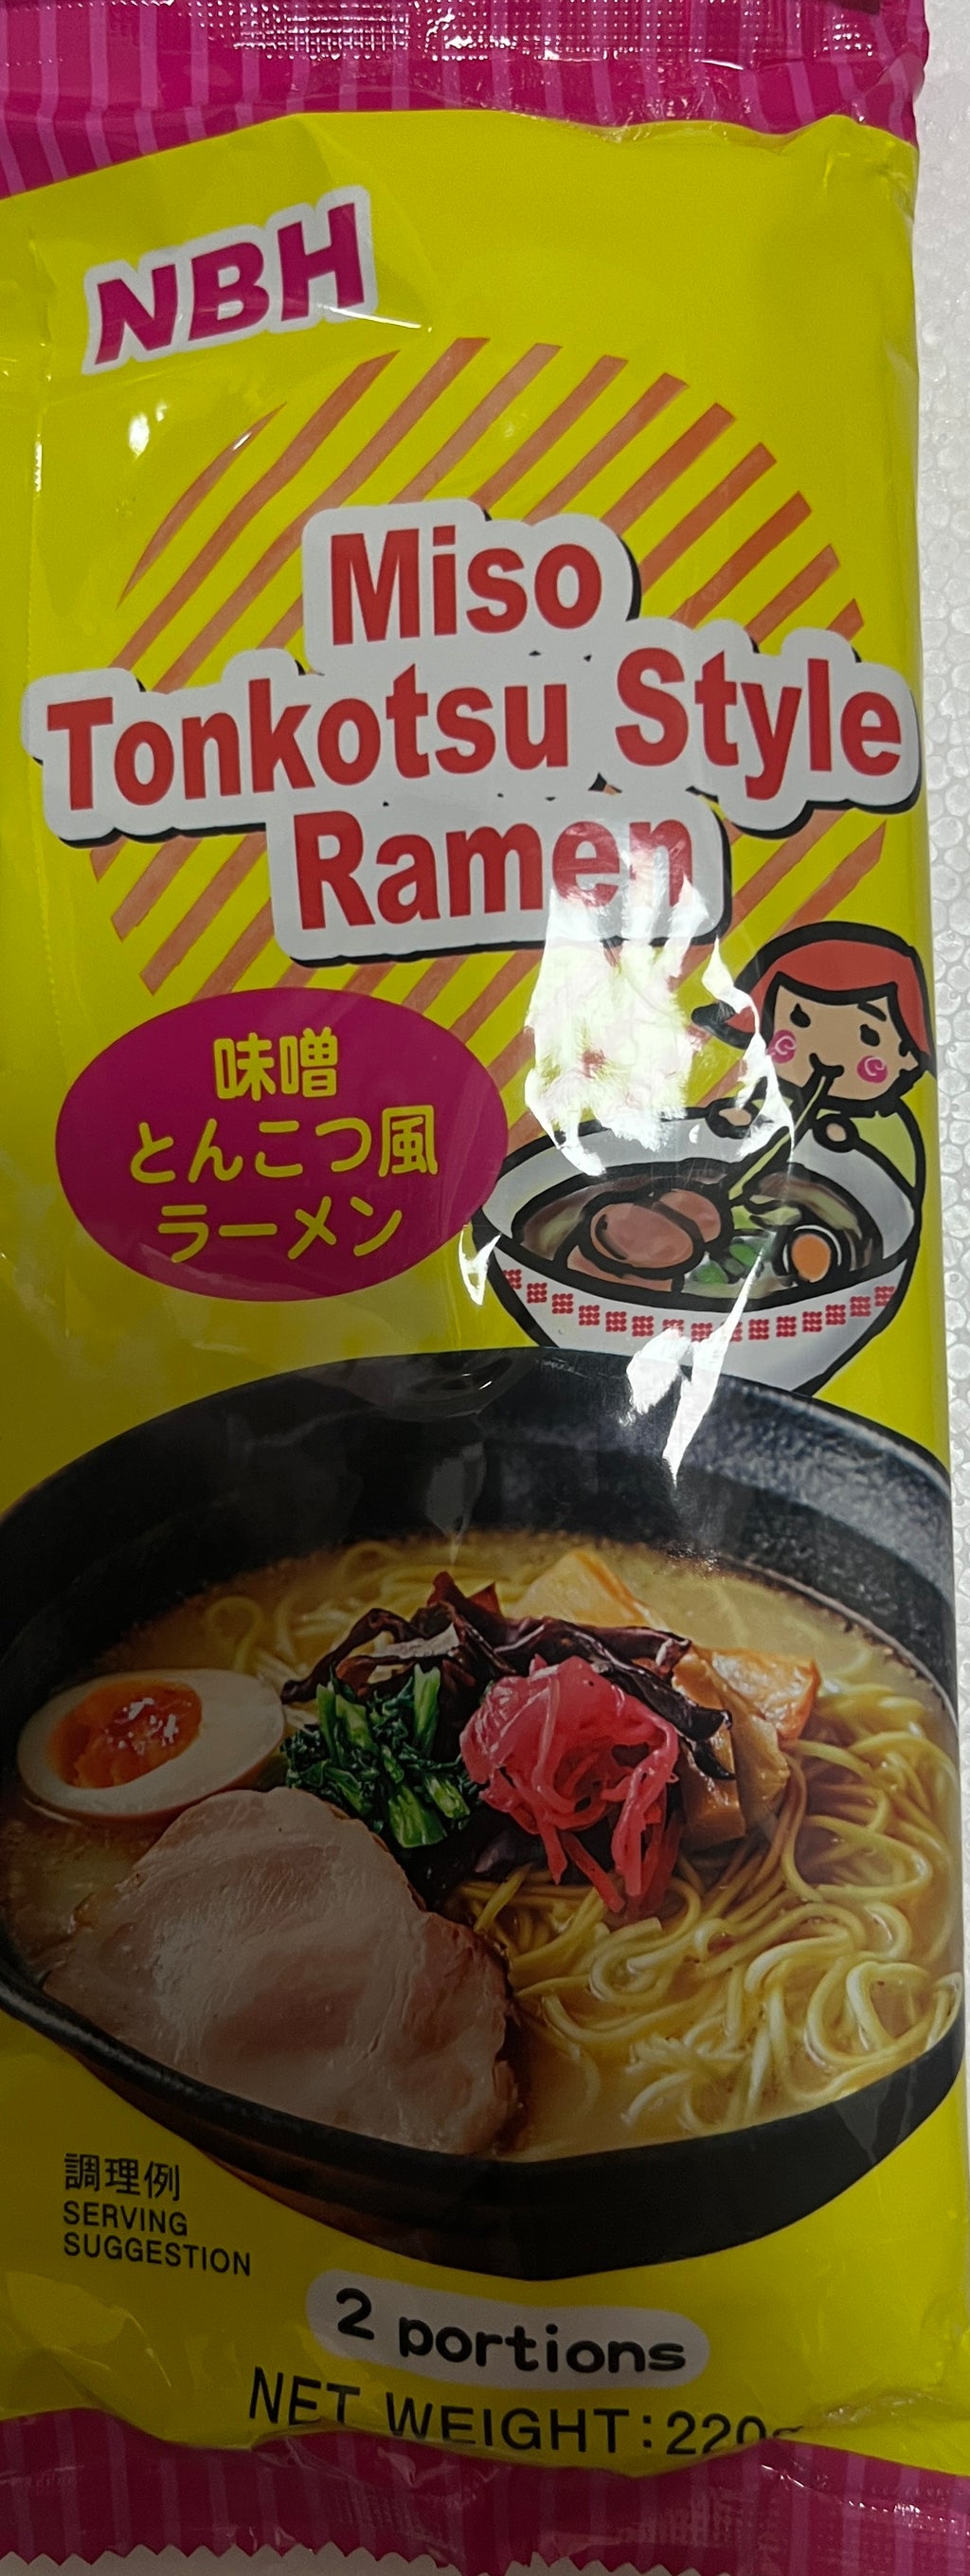 NBH
Miso
Tonkotsu Style
Ramen
味噌
とんこつ風
ラーメン
調理例
SERVING
SUGGESTION
2 portions
NET WEIGHT:220g